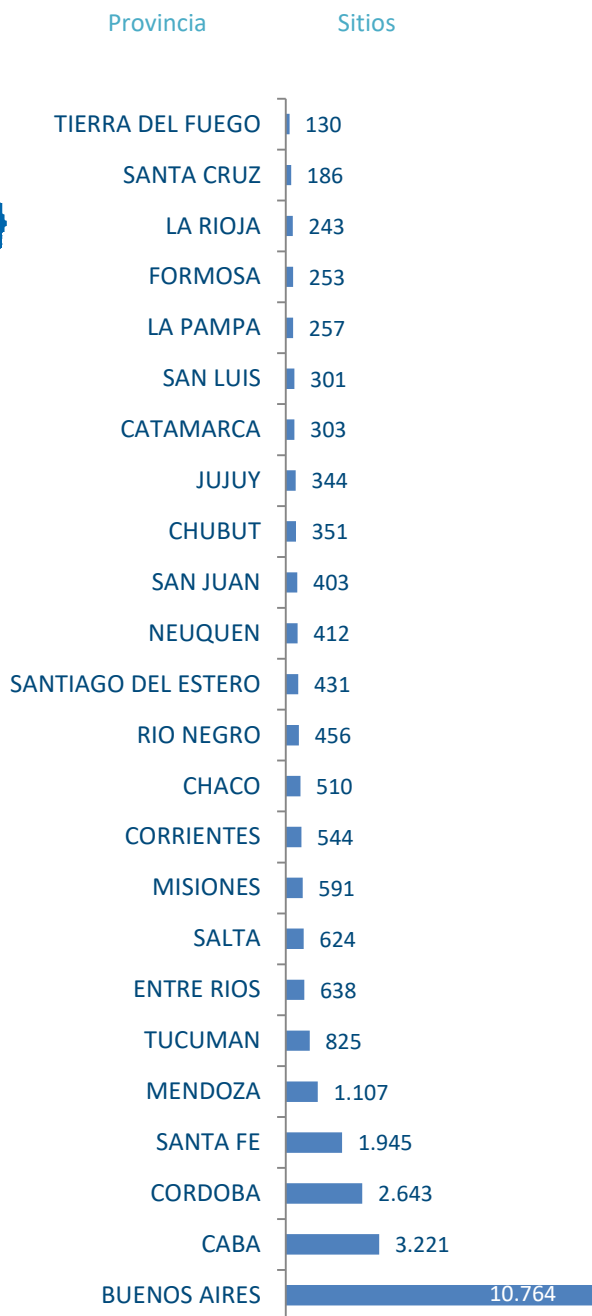 Provincia Sitios
TIERRA DEL FUEGO 130
SANTA CRUZ 186
LA RIOJA 243
FORMOSA 253
LA PAMPA 257
SAN LUIS 301
CATAMARCA 303
JUJUY 344
CHUBUT 351
SAN JUAN 403
NEUQUEN 412
SANTIAGO DEL ESTERO 431
RIO NEGRO 456
CHACO 510
CORRIENTES 544
MISIONES 591
SALTA 624
ENTRE RIOS 638
TUCUMAN 825
MENDOZA 1.107
SANTA FE 1.945
CORDOBA 2.643
CABA 3.221
BUENOS AIRES 10.764